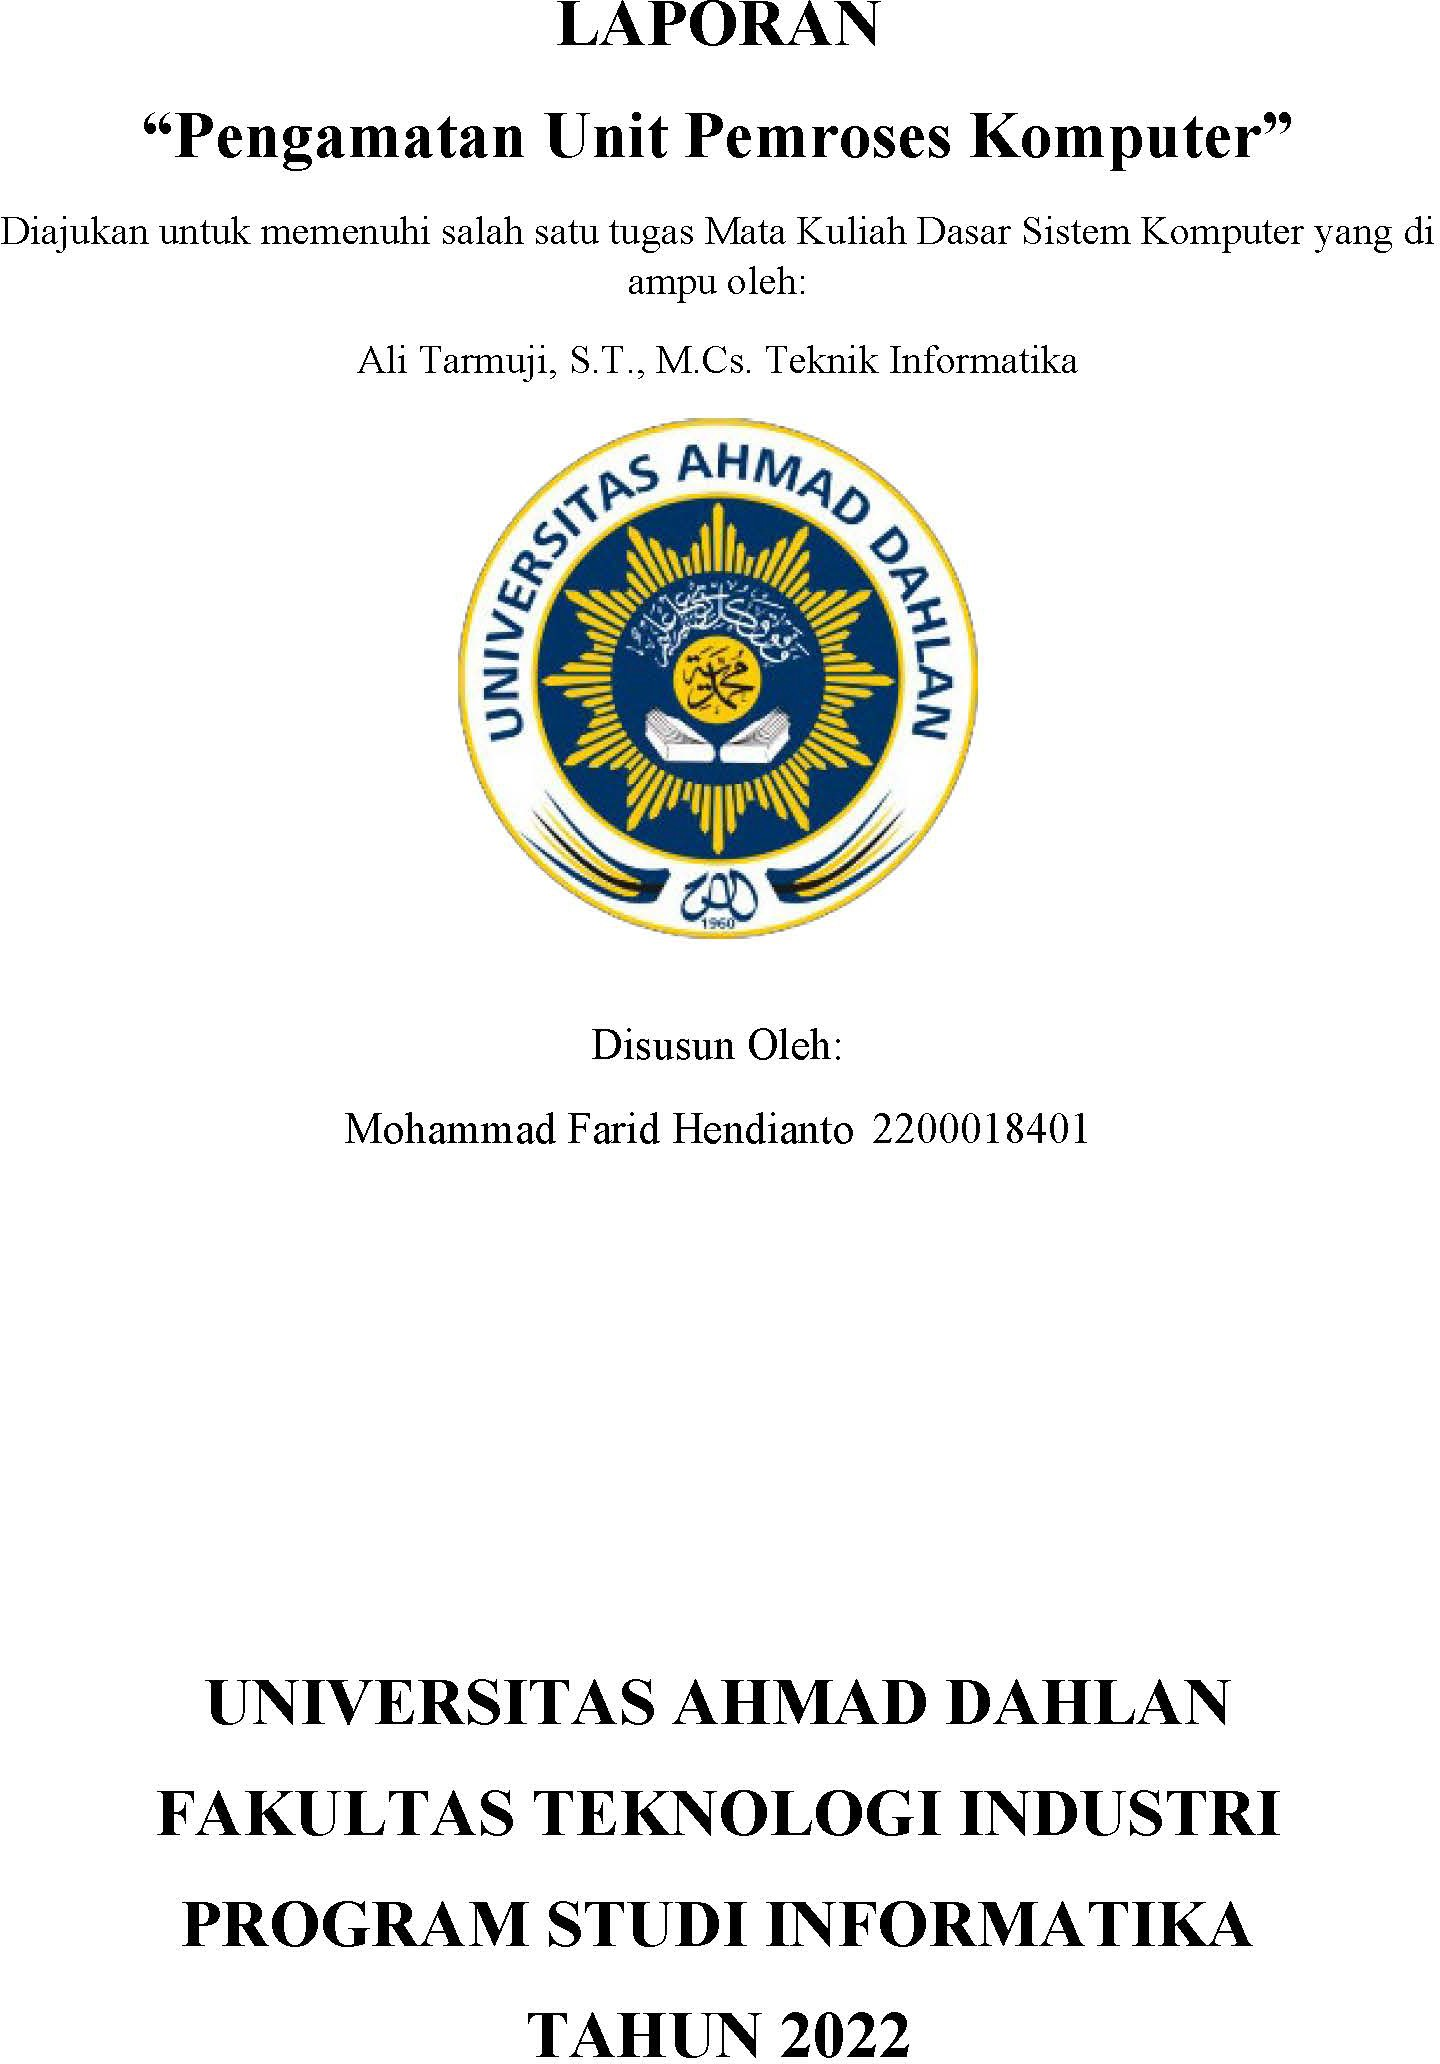 LAPORAN
“Pengamatan Unit Pemroses Komputer”
Diajukan untuk memenuhi salah satu tugas Mata Kuliah Dasar Sistem Komputer yang di
ampu oleh:
Ali Tarmuji, S.T., M.Cs. Teknik Informatika
UNIVERSITAS AHMAD DAHLAN
1960
Disusun Oleh:
Mohammad Farid Hendianto 2200018401
UNIVERSITAS AHMAD DAHLAN
FAKULTAS TEKNOLOGI INDUSTRI
PROGRAM STUDI INFORMATIKA
TAHUN 2022